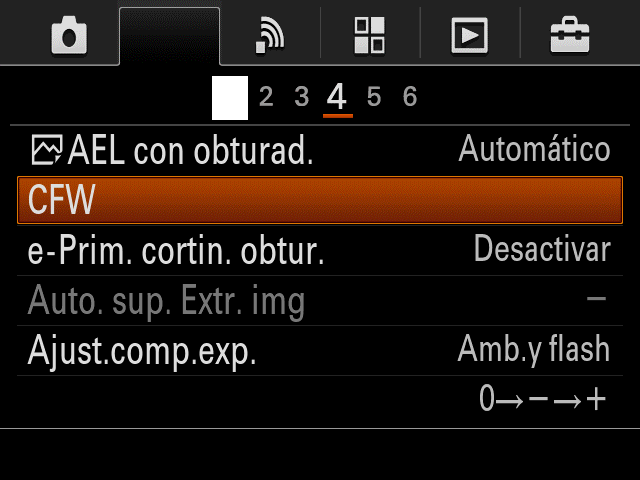 2 3 4 5 6
AEL con obturad. Automático
CFW
e-Prim. cortin. obtur. Desactivar
Auto. sup. Extr. img –
Ajust.comp.exp. Amb.y flash
0→−→+